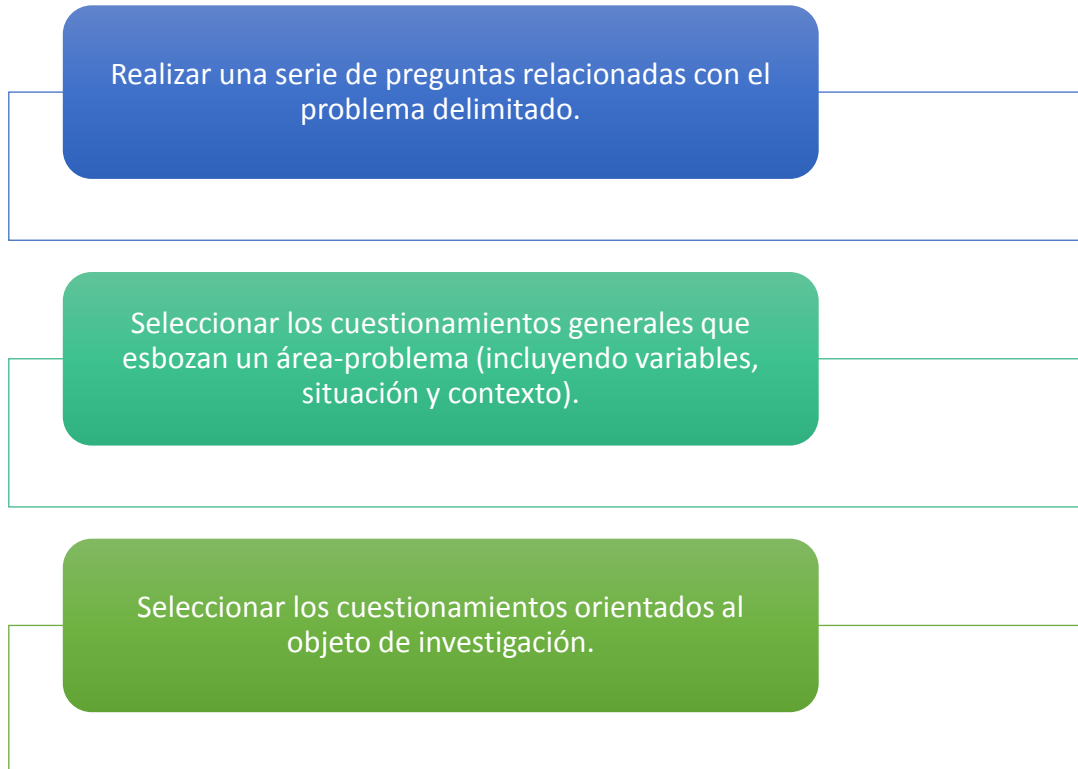 Realizar una serie de preguntas relacionadas con el
problema delimitado.
Seleccionar los cuestionamientos generales que
esbozan un área-problema (incluyendo variables,
situación y contexto).
Seleccionar los cuestionamientos orientados al
objeto de investigación.